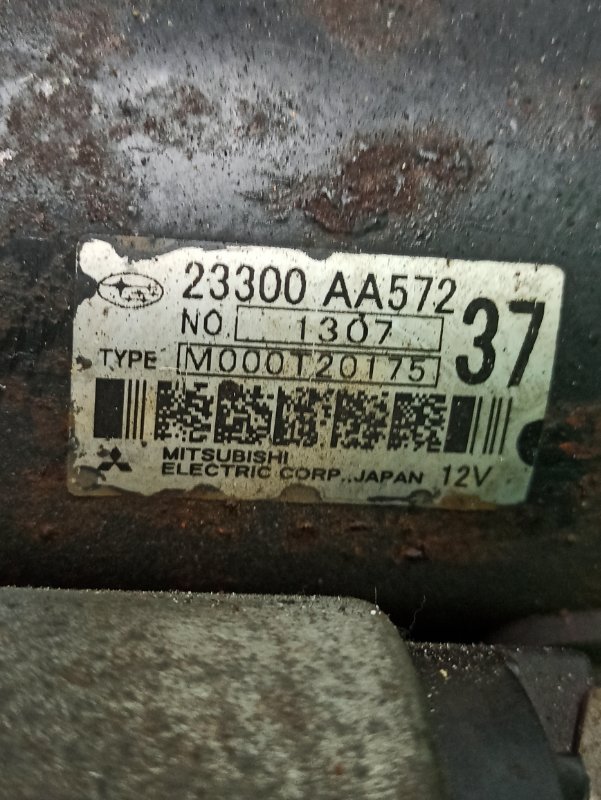 23300 AA572
NO. 1307
37
TYPE M000T20175
MITSUBISHI
ELECTRIC CORP., JAPAN 12V